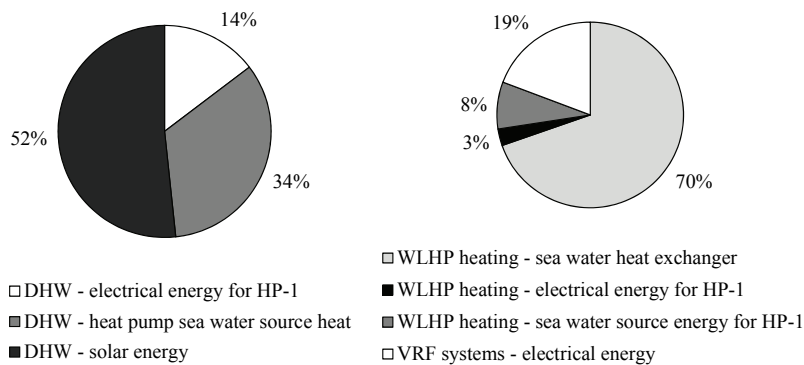 14%
52%
34%
DHW - electrical energy for HP-1
DHW - heat pump sea water source heat
DHW - solar energy
19%
8%
3%
70%
WLHP heating - sea water heat exchanger
WLHP heating - electrical energy for HP-1
WLHP heating - sea water source energy for HP-1
VRF systems - electrical energy